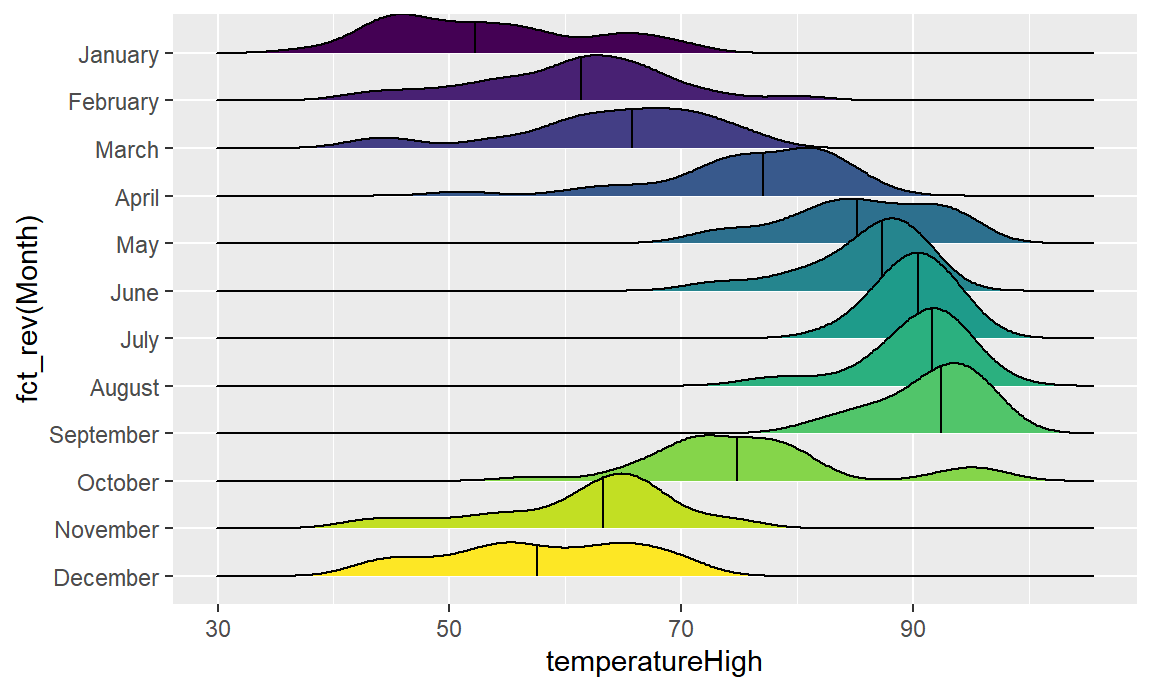 fct_rev(Month)
January
February
March
April
May
June
July
August
September
October
November
December
30 50 70 90
temperatureHigh